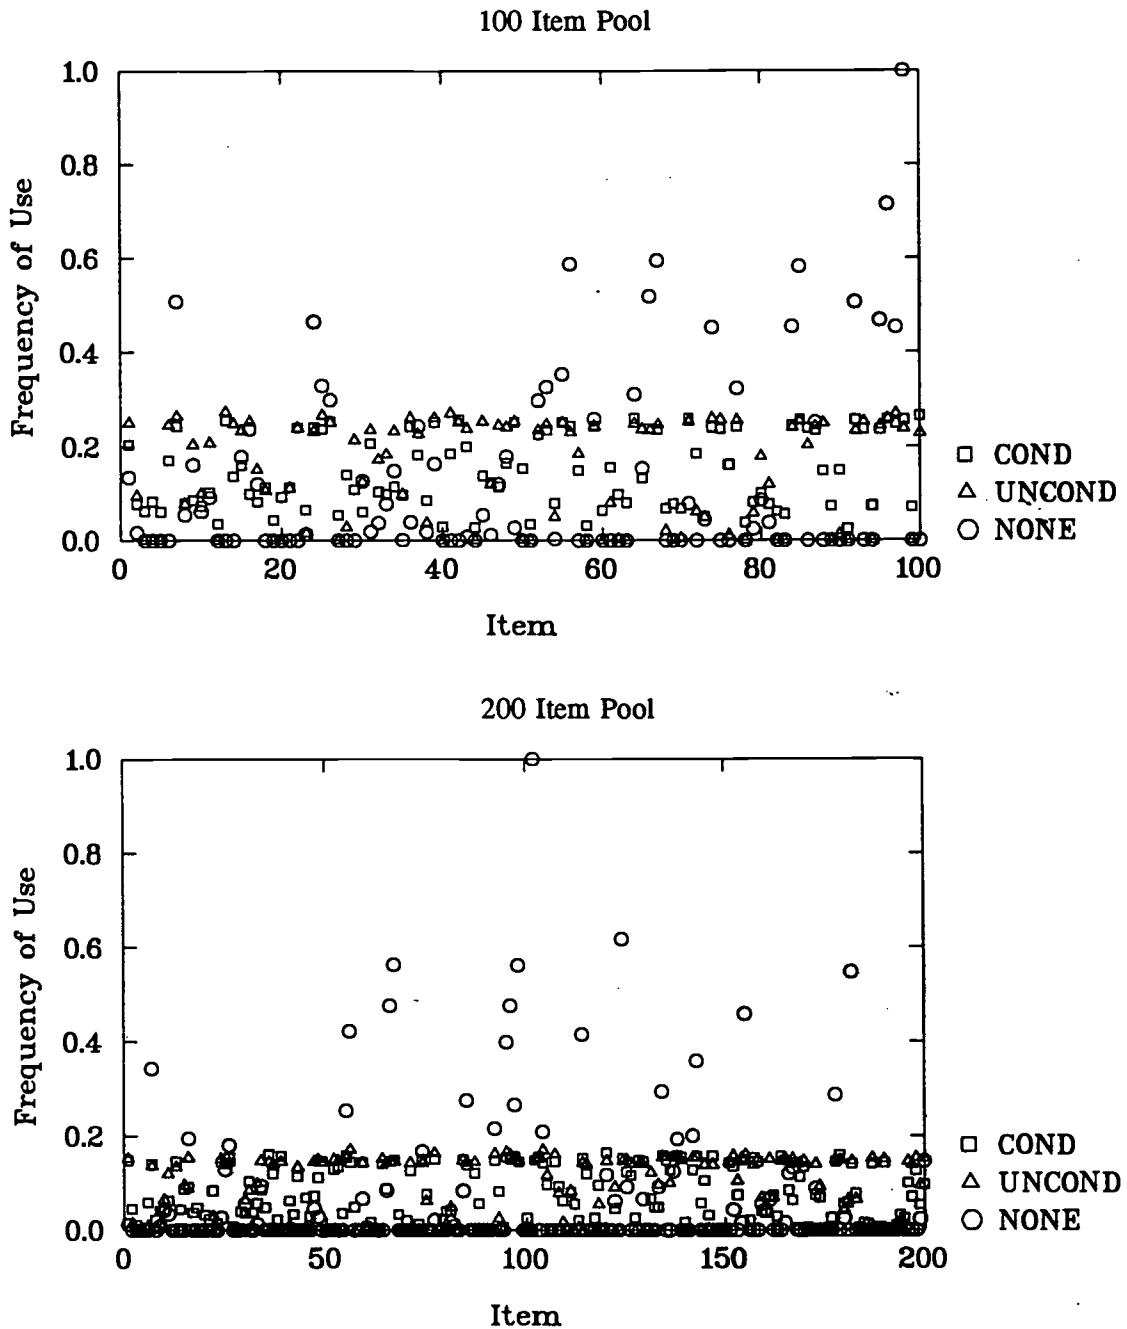 100 Item Pool
1.0
0.8
0.6
0.4
0.2
0.0
Frequency of Use
0 20 40 60 80 100
Item
COND
UNCOND
NONE
200 Item Pool
1.0
0.8
0.6
0.4
0.2
0.0
Frequency of Use
0 50 100 150 200
Item
COND
UNCOND
NONE